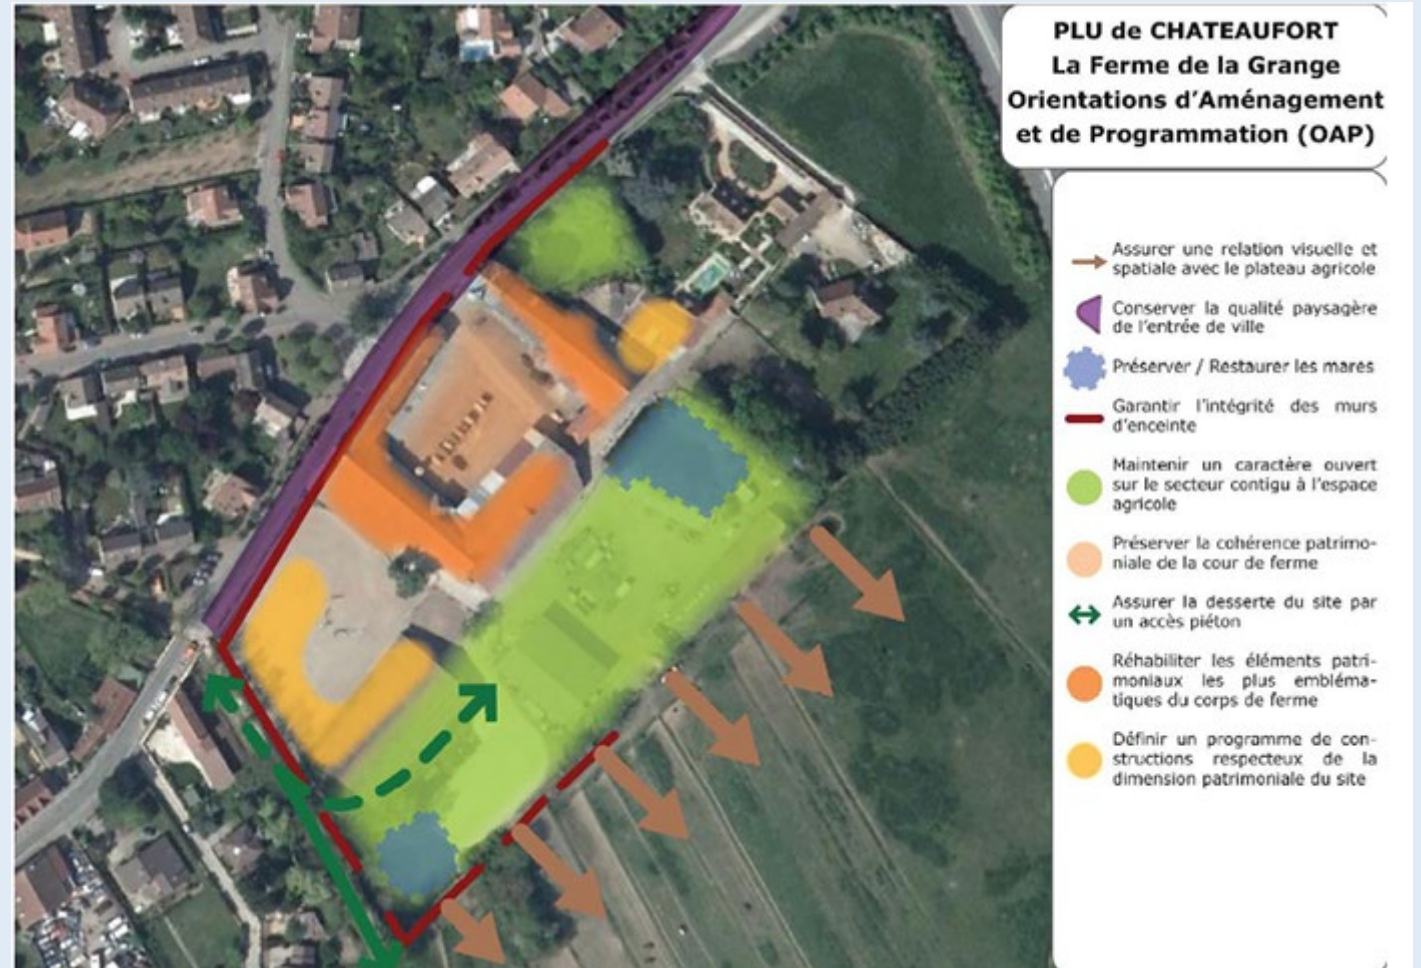 PLU de CHATEAUFORT
La Ferme de la Grange
Orientations d'Aménagement
et de Programmation (OAP)
Assurer une relation visuelle et
spatiale avec le plateau agricole
Conserver la qualité paysagère
de l'entrée de ville
Préserver / Restaurer les mares
Garantir l'intégrité des murs
d'enceinte
Maintenir un caractère ouvert
sur le secteur contigu à l'espace
agricole
Préserver la cohérence patrimo-
niale de la cour de ferme
Assurer la desserte du site par
un accès piéton
Réhabiliter les éléments patri-
moniaux les plus embléma-
tiques du corps de ferme
Définir un programme de con-
structions respecteux de la
dimension patrimoniale du site